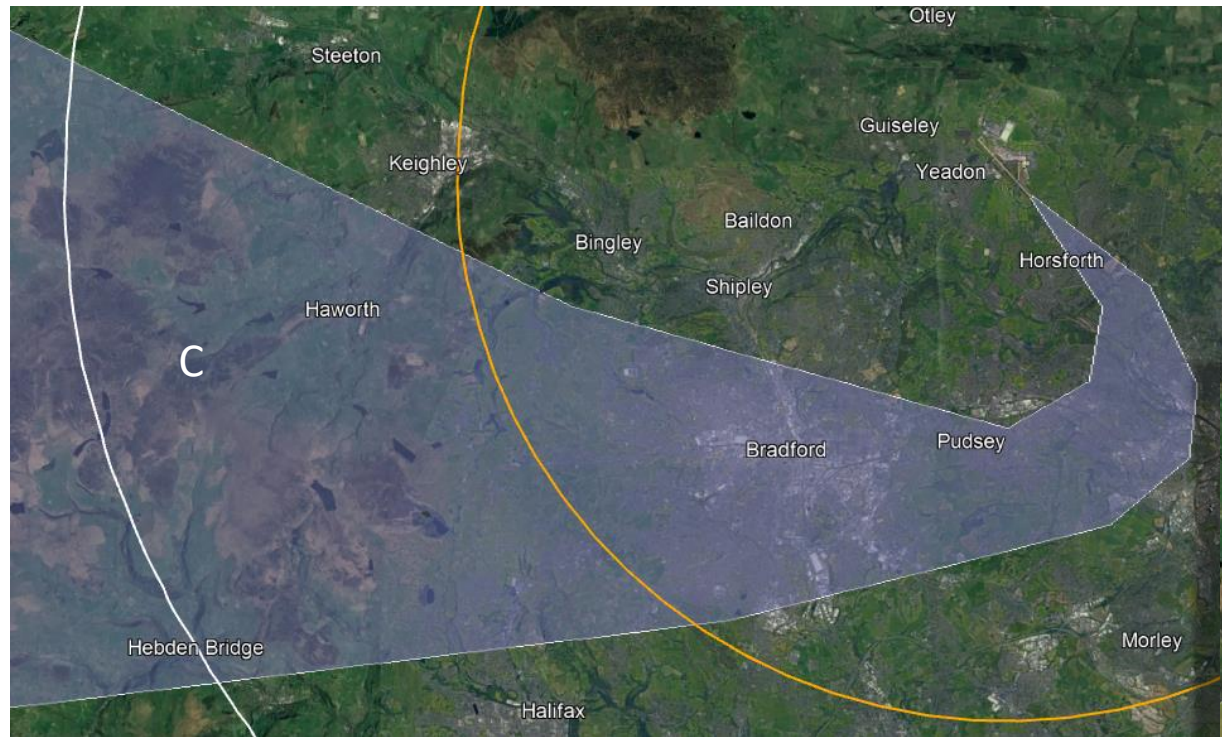 Otley
Steeton
Guiseley
Keighley
Yeadon
Baildon
Bingley
Horsforth
Shipley
Haworth
C
Pudsey
Bradford
Morley
Hebden Bridge
Halifax